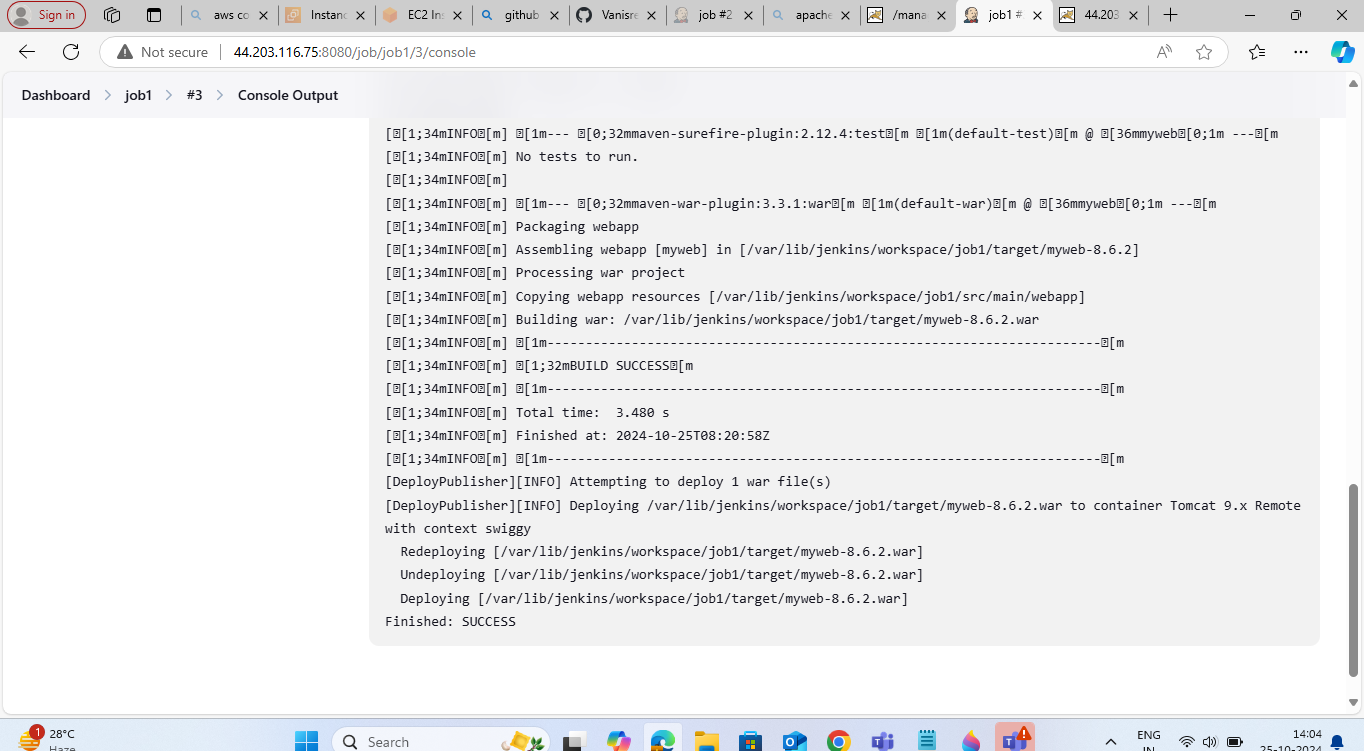 Sign in
aws co
Instanc
EC2 Ins
github
Vanisre
job #2
apache
/mana
job1 #
44.203
Not secure
44.203.116.75:8080/job/job1/3/console
Dashboard > job1 > #3 > Console Output
[[1;34mINFO[m] [1m--- [0;32mmaven-surefire-plugin:2.12.4:test[m [1m(default-test)[m @ [36mmyweb[0;1m ---[m
[[1;34mINFO[m] No tests to run.
[[1;34mINFO[m]
[[1;34mINFO[m] [1m--- [0;32mmaven-war-plugin:3.3.1:war[m [1m(default-war)[m @ [36mmyweb[0;1m ---[m
[[1;34mINFO[m] Packaging webapp
[[1;34mINFO[m] Assembling webapp [myweb] in [/var/lib/jenkins/workspace/job1/target/myweb-8.6.2]
[[1;34mINFO[m] Processing war project
[[1;34mINFO[m] Copying webapp resources [/var/lib/jenkins/workspace/job1/src/main/webapp]
[[1;34mINFO[m] Building war: /var/lib/jenkins/workspace/job1/target/myweb-8.6.2.war
[[1;34mINFO[m] [1m------------------------------------------------------------------------[m
[[1;34mINFO[m] [1;32mBUILD SUCCESS[m
[[1;34mINFO[m] [1m------------------------------------------------------------------------[m
[[1;34mINFO[m] Total time:  3.480 s
[[1;34mINFO[m] Finished at: 2024-10-25T08:20:58Z
[[1;34mINFO[m] [1m------------------------------------------------------------------------[m
[DeployPublisher][INFO] Attempting to deploy 1 war file(s)
[DeployPublisher][INFO] Deploying /var/lib/jenkins/workspace/job1/target/myweb-8.6.2.war to container Tomcat 9.x Remote
with context swiggy
Redeploying [/var/lib/jenkins/workspace/job1/target/myweb-8.6.2.war]
Undeploying [/var/lib/jenkins/workspace/job1/target/myweb-8.6.2.war]
Deploying [/var/lib/jenkins/workspace/job1/target/myweb-8.6.2.war]
Finished: SUCCESS
1
28°C
Haze
Search
ENG
IN
14:04
25-10-2024